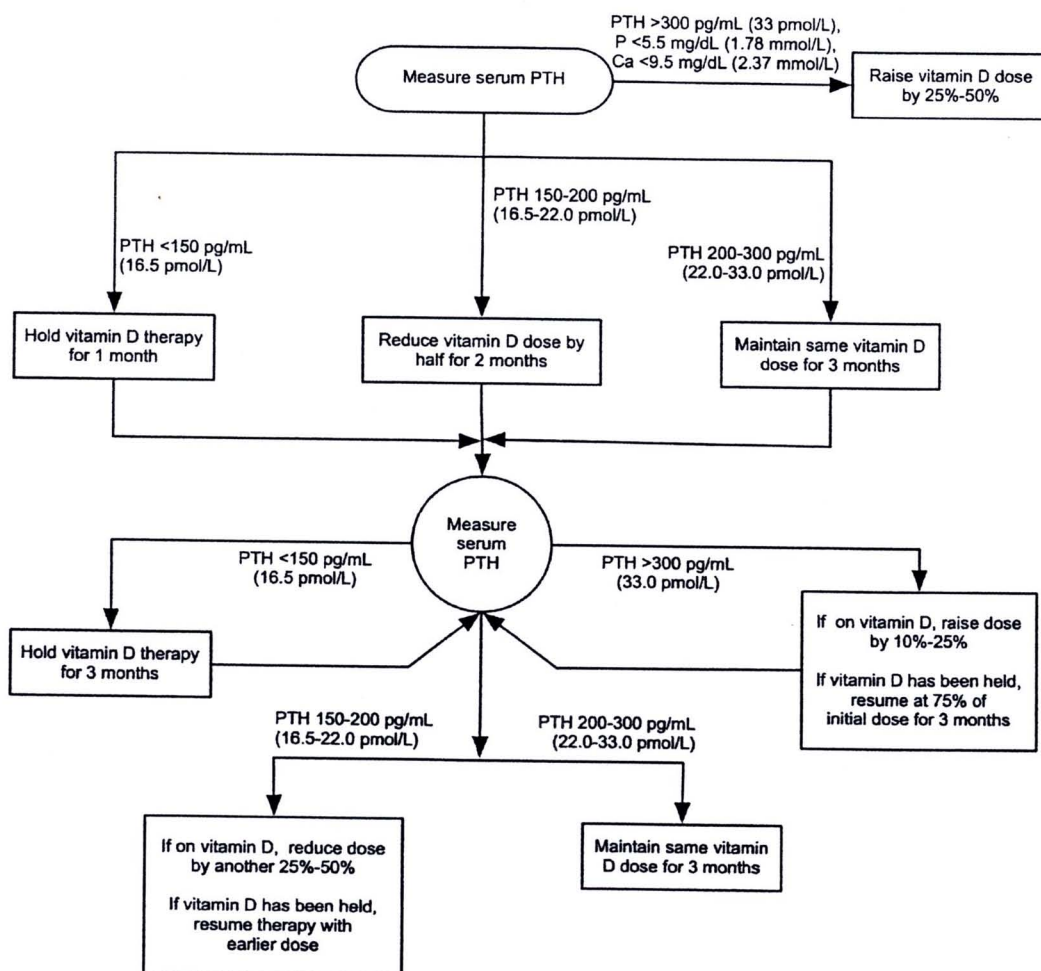 PTH >300 pg/mL (33 pmol/L),
P <5.5 mg/dL (1.78 mmol/L),
Ca <9.5 mg/dL (2.37 mmol/L)
Measure serum PTH
Raise vitamin D dose
by 25%-50%
PTH 150-200 pg/mL
(16.5-22.0 pmol/L)
PTH <150 pg/mL
(16.5 pmol/L)
PTH 200-300 pg/mL
(22.0-33.0 pmol/L)
Hold vitamin D therapy
for 1 month
Reduce vitamin D dose by
half for 2 months
Maintain same vitamin D
dose for 3 months
Measure
serum
PTH
PTH <150 pg/mL
(16.5 pmol/L)
PTH >300 pg/mL
(33.0 pmol/L)
Hold vitamin D therapy
for 3 months
If on vitamin D, raise dose
by 10%-25%
If vitamin D has been held,
resume at 75% of
initial dose for 3 months
PTH 150-200 pg/mL
(16.5-22.0 pmol/L)
PTH 200-300 pg/mL
(22.0-33.0 pmol/L)
If on vitamin D, reduce dose
by another 25%-50%
If vitamin D has been held,
resume therapy with
earlier dose
Maintain same vitamin
D dose for 3 months